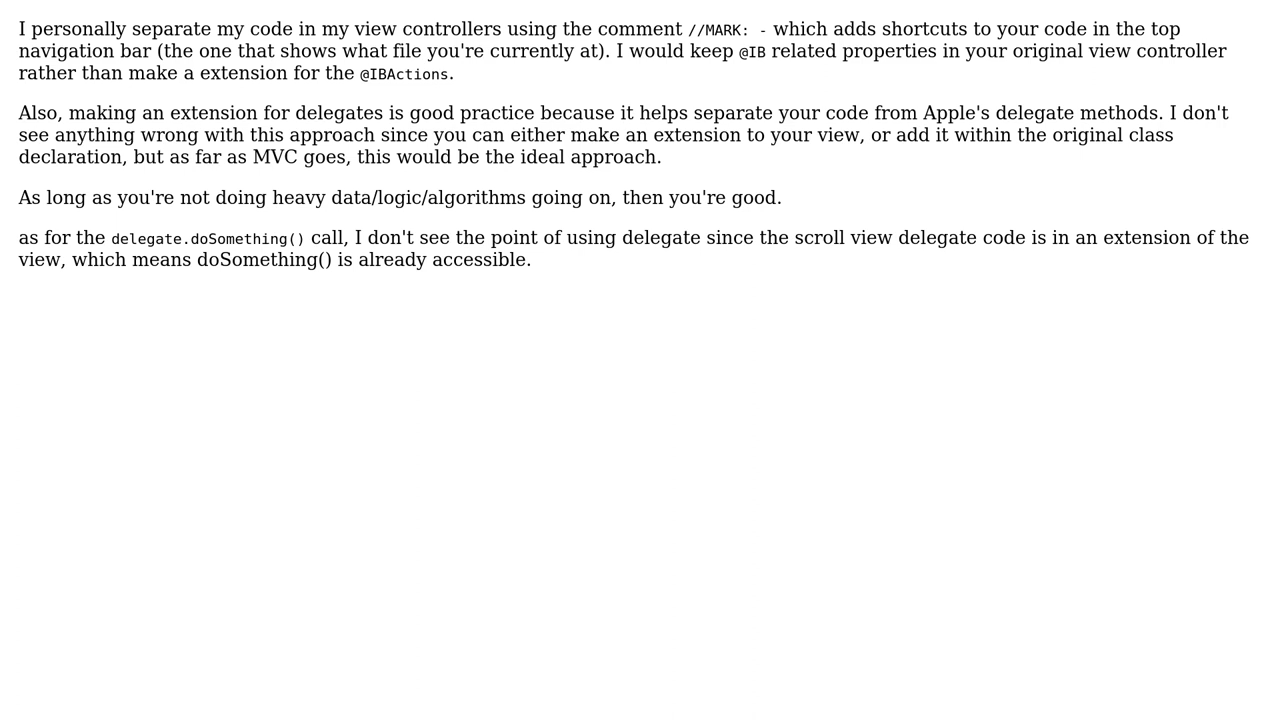 I personally separate my code in my view controllers using the comment //MARK: - which adds shortcuts to your code in the top
navigation bar (the one that shows what file you're currently at). I would keep @IB related properties in your original view controller
rather than make a extension for the @IBActions.
Also, making an extension for delegates is good practice because it helps separate your code from Apple's delegate methods. I don't
see anything wrong with this approach since you can either make an extension to your view, or add it within the original class
declaration, but as far as MVC goes, this would be the ideal approach.
As long as you're not doing heavy data/logic/algorithms going on, then you're good.
as for the delegate.doSomething() call, I don't see the point of using delegate since the scroll view delegate code is in an extension of the
view, which means doSomething() is already accessible.